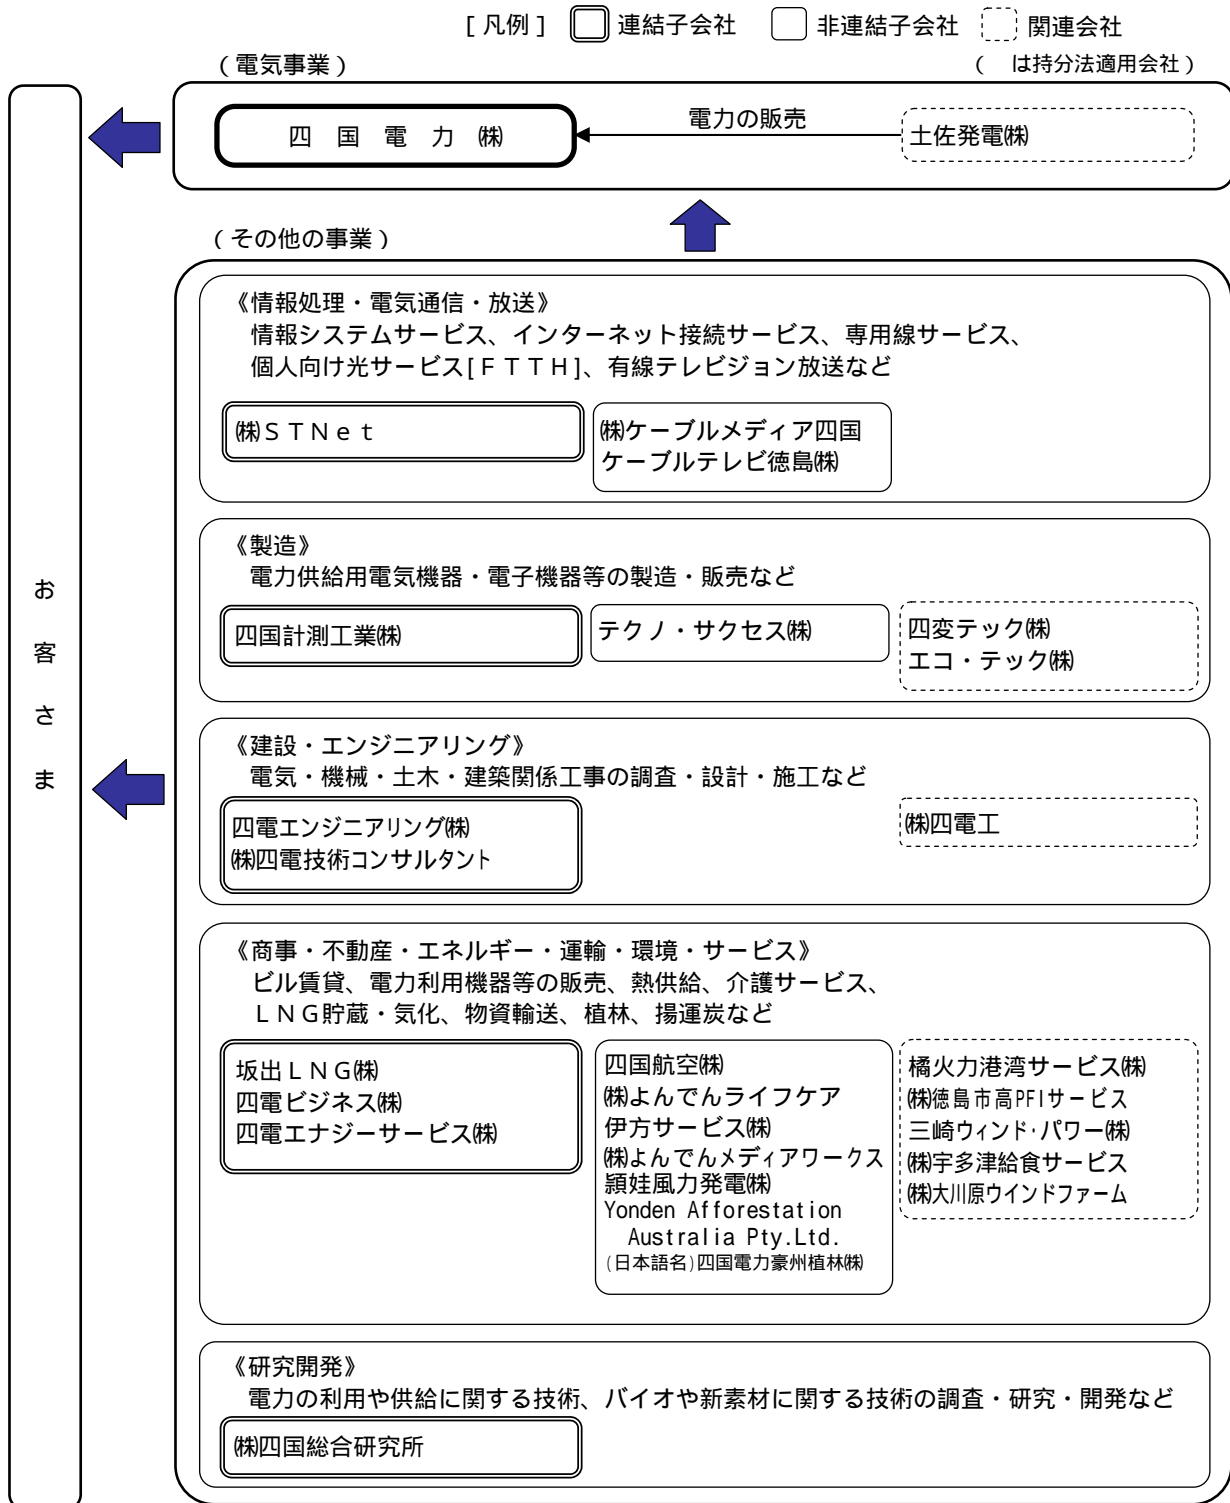 [凡例] 連結子会社 非連結子会社 関連会社
(電気事業) ( は持分法適用会社)
四国電力㈱
電力の販売
土佐発電㈱
(その他の事業)
《情報処理・電気通信・放送》
情報システムサービス、インターネット接続サービス、専用線サービス、
個人向け光サービス[FTTH]、有線テレビジョン放送など
㈱STNet
㈱ケーブルメディア四国
ケーブルテレビ徳島㈱
《製造》
電力供給用電気機器・電子機器等の製造・販売など
四国計測工業㈱
テクノ・サクセス㈱
四変テック㈱
エコ・テック㈱
《建設・エンジニアリング》
電気・機械・土木・建築関係工事の調査・設計・施工など
四電エンジニアリング㈱
㈱四電技術コンサルタント
㈱四電工
《商事・不動産・エネルギー・運輸・環境・サービス》
ビル賃貸、電力利用機器等の販売、熱供給、介護サービス、
LNG貯蔵・気化、物資輸送、植林、揚運炭など
坂出LNG㈱
四電ビジネス㈱
四電エナジーサービス㈱
四国航空㈱
㈱よんでんライフケア
伊方サービス㈱
㈱よんでんメディアワークス
頴娃風力発電㈱
Yonden Afforestation
Australia Pty.Ltd.
(日本語名)四国電力豪州植林㈱
橘火力港湾サービス㈱
㈱徳島市高PFIサービス
三崎ウィンド・パワー㈱
㈱宇多津給食サービス
㈱大川原ウインドファーム
《研究開発》
電力の利用や供給に関する技術、バイオや新素材に関する技術の調査・研究・開発など
㈱四国総合研究所
お客さま